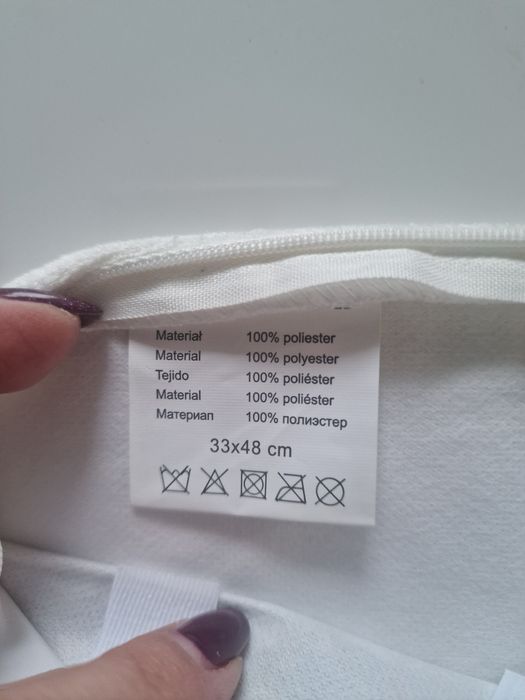 Materiał 100% poliester
Material 100% polyester
Tejido 100% poliéster
Material 100% poliéster
Материал 100% полиэстер
33x48 cm